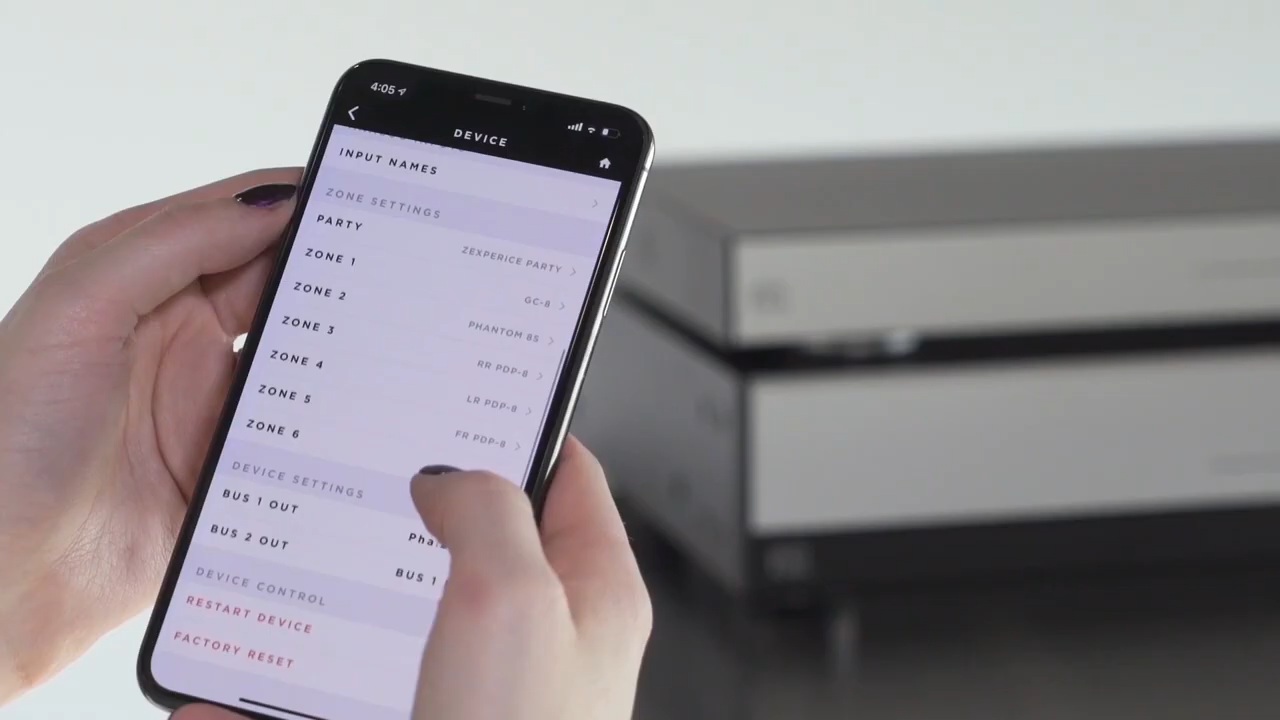 4:05
DEVICE
INPUT NAMES
ZONE SETTINGS
PARTY ZEXPERICE PARTY
ZONE 1 GC-8
ZONE 2 PHANTOM 8S
ZONE 3 RR PDP-8
ZONE 4 LR PDP-8
ZONE 5 FR PDP-8
ZONE 6
DEVICE SETTINGS
BUS 1 OUT
BUS 2 OUT BUS 1
DEVICE CONTROL
RESTART DEVICE
FACTORY RESET